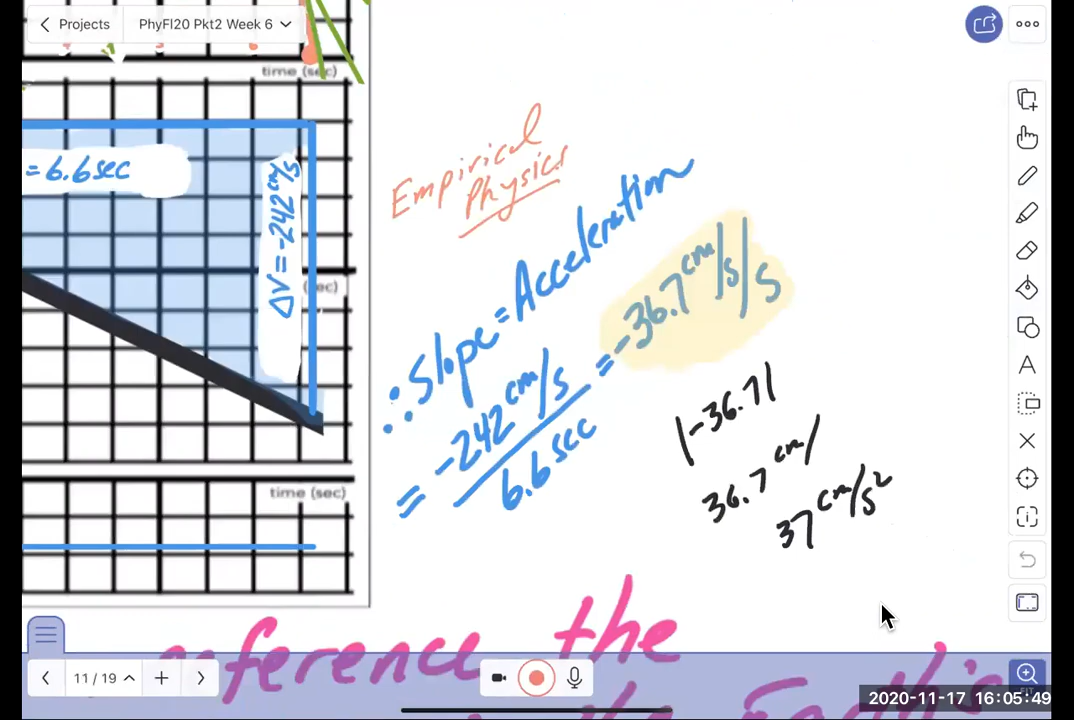 Projects
PhyFl20 Pkt2 Week 6
time (sec)
= 6.6 sec
ΔV = -242 cm/s
Empirical
Physics
∴ Slope = Acceleration
= -242 cm/s / 6.6 sec = -36.7 cm/s/s
|-36.7|
36.7 cm/
37 cm/s²
time (sec)
the
11 / 19
FIT
2020-11-17 16:05:49